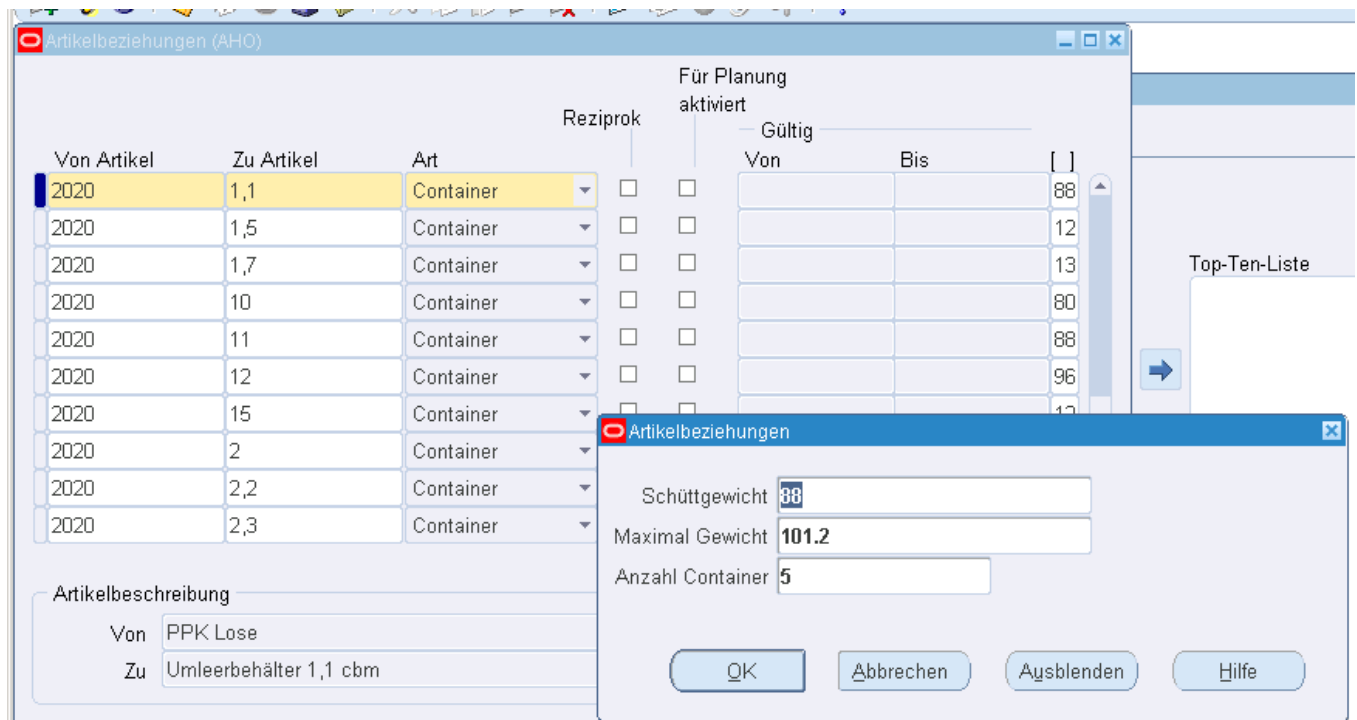 Artikelbeziehungen (AHO)
Für Planung
aktiviert
Reziprok
Gültig
Von Artikel Zu Artikel Art Von Bis [ ]
2020 1,1 Container 88
2020 1,5 Container 12
2020 1,7 Container 13
2020 10 Container 80
2020 11 Container 88
2020 12 Container 96
2020 15 Container
2020 2 Container
2020 2,2 Container
2020 2,3 Container
Artikelbeschreibung
Von PPK Lose
Zu Umleerbehälter 1,1 cbm
Top-Ten-Liste
Artikelbeziehungen
Schüttgewicht 88
Maximal Gewicht 101.2
Anzahl Container 5
OK Abbrechen Ausblenden Hilfe